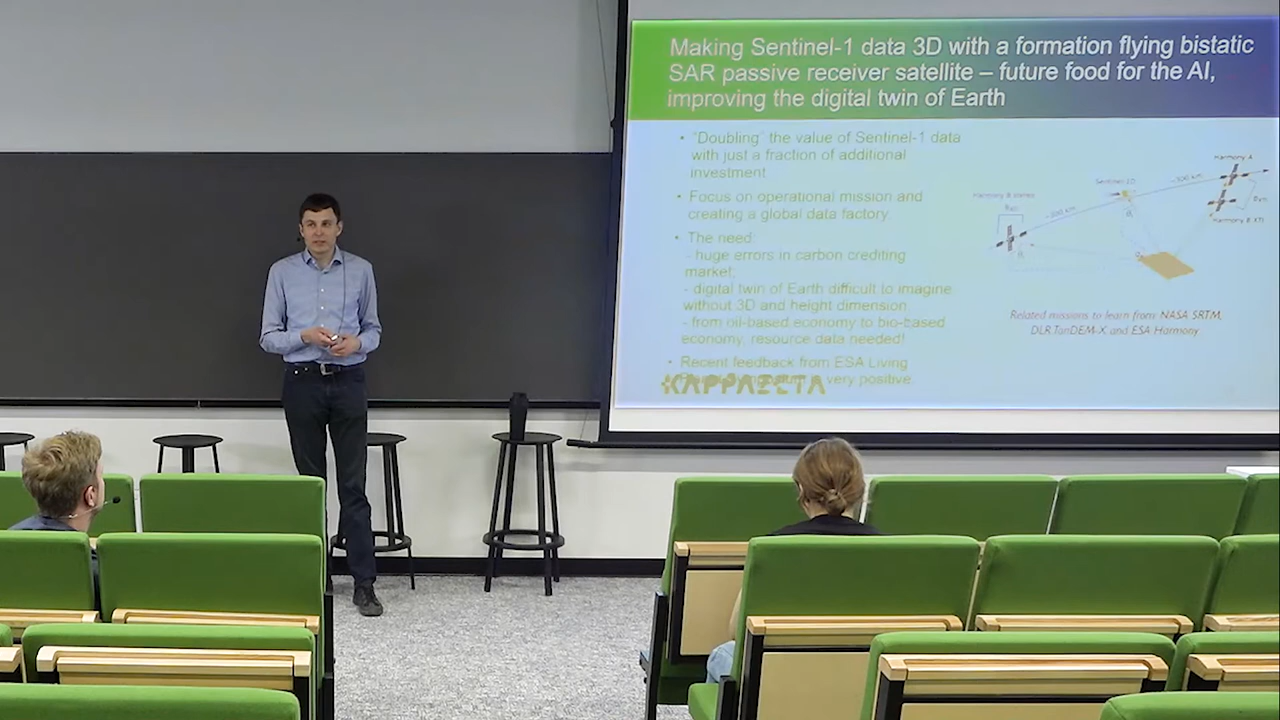 Making Sentinel-1 data 3D with a formation flying bistatic
SAR passive receiver satellite – future food for the AI,
improving the digital twin of Earth
• "Doubling" the value of Sentinel-1 data
with just a fraction of additional
investment
• Focus on operational mission and
creating a global data factory.
• The need:
- huge errors in carbon crediting
market;
- digital twin of Earth difficult to imagine
without 3D and height dimension
- from oil-based economy to bio-based
economy, resource data needed!
• Recent feedback from ESA Living
very positive.
KAPPAZETA
Harmony A
~300 km
Sentinel 1D
Harmony B XTI
~300 km
Related missions to learn from: NASA SRTM,
DLR TanDEM-X and ESA Harmony